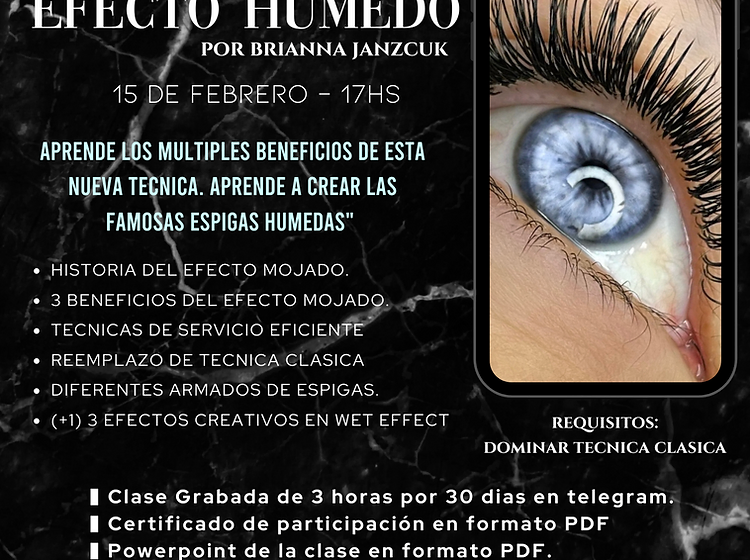 EFECTO HUMEDO
POR BRIANNA JANZCUK
15 DE FEBRERO - 17HS
APRENDE LOS MULTIPLES BENEFICIOS DE ESTA
NUEVA TECNICA. APRENDE A CREAR LAS
FAMOSAS ESPIGAS HUMEDAS"
• HISTORIA DEL EFECTO MOJADO.
• 3 BENEFICIOS DEL EFECTO MOJADO.
• TECNICAS DE SERVICIO EFICIENTE
• REEMPLAZO DE TECNICA CLASICA
• DIFERENTES ARMADOS DE ESPIGAS.
• (+1) 3 EFECTOS CREATIVOS EN WET EFFECT
REQUISITOS:
DOMINAR TECNICA CLASICA
Clase Grabada de 3 horas por 30 dias en telegram.
Certificado de participación en formato PDF
Powerpoint de la clase en formato PDF.